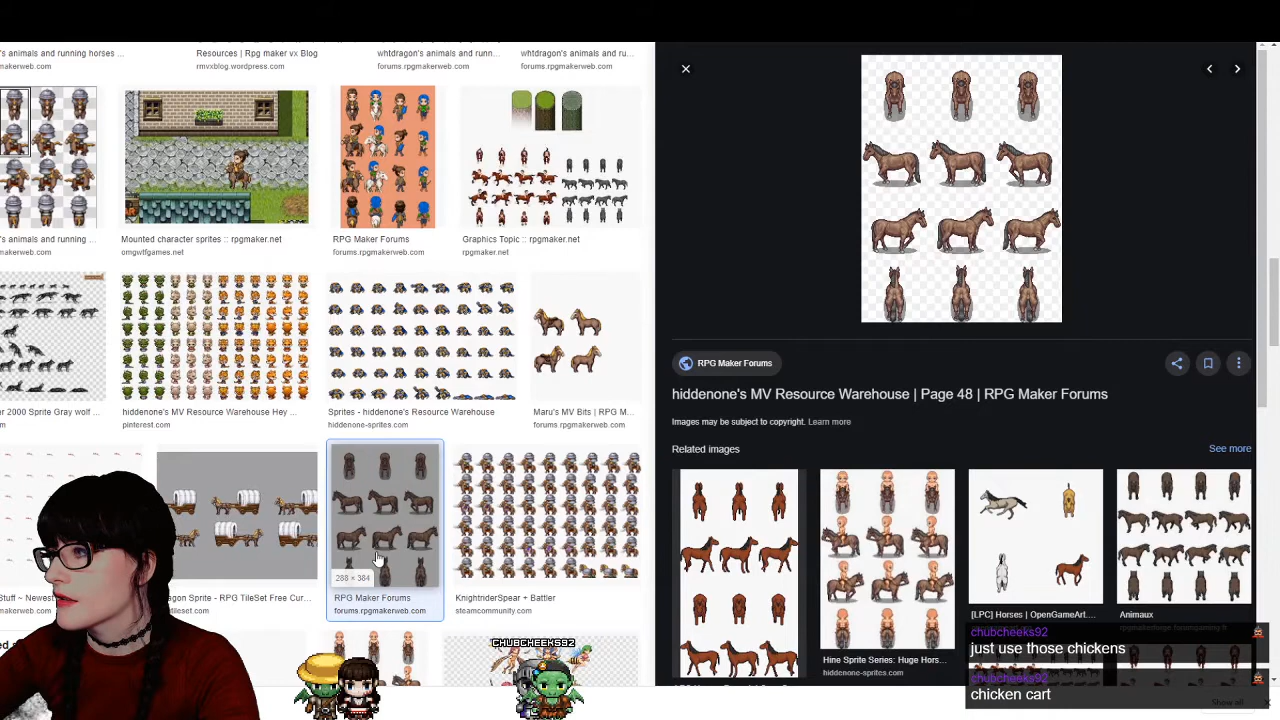 's animals and running horses ...
makerweb.com
Resources | Rpg maker vx Blog
rmvxblog.wordpress.com
whtdragon's animals and runn...
forums.rpgmakerweb.com
whtdragon's animals and ru...
forums.rpgmakerweb.com
's animals and running ...
makerweb.com
Mounted character sprites :: rpgmaker.net
omgwtfgames.net
RPG Maker Forums
forums.rpgmakerweb.com
Graphics Topic :: rpgmaker.net
rpgmaker.net
er 2000 Sprite Gray wolf ...
e.com
hiddenone's MV Resource Warehouse Hey ...
pinterest.com
Sprites - hiddenone's Resource Warehouse
hiddenone-sprites.com
Maru's MV Bits | RPG M...
forums.rpgmakerweb.com
Stuff ~ Newest
agon Sprite - RPG TileSet Free Cur...
tileset.com
288 × 384
RPG Maker Forums
forums.rpgmakerweb.com
KnightnderSpear + Battler
steamcommunity.com
CHUBCHEEKS92
RPG Maker Forums
hiddenone's MV Resource Warehouse | Page 48 | RPG Maker Forums
Images may be subject to copyright. Learn more
Related images
See more
Hine Sprite Series: Huge Hors...
hiddenone-sprites.com
[LPC] Horses | OpenGameArt....
Animaux
chubcheeks92
just use those chickens
chubcheeks92
chicken cart
Show all